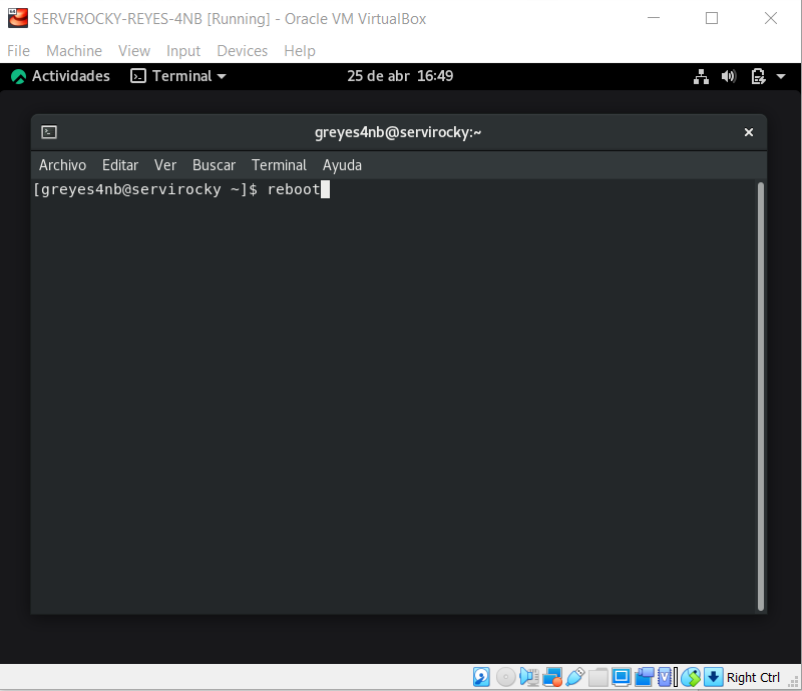 SERVEROCKY-REYES-4NB [Running] - Oracle VM VirtualBox
File Machine View Input Devices Help
Actividades Terminal 25 de abr 16:49
greyes4nb@servirocky:~
Archivo Editar Ver Buscar Terminal Ayuda
[greyes4nb@servirocky ~]$ reboot
Right Ctrl